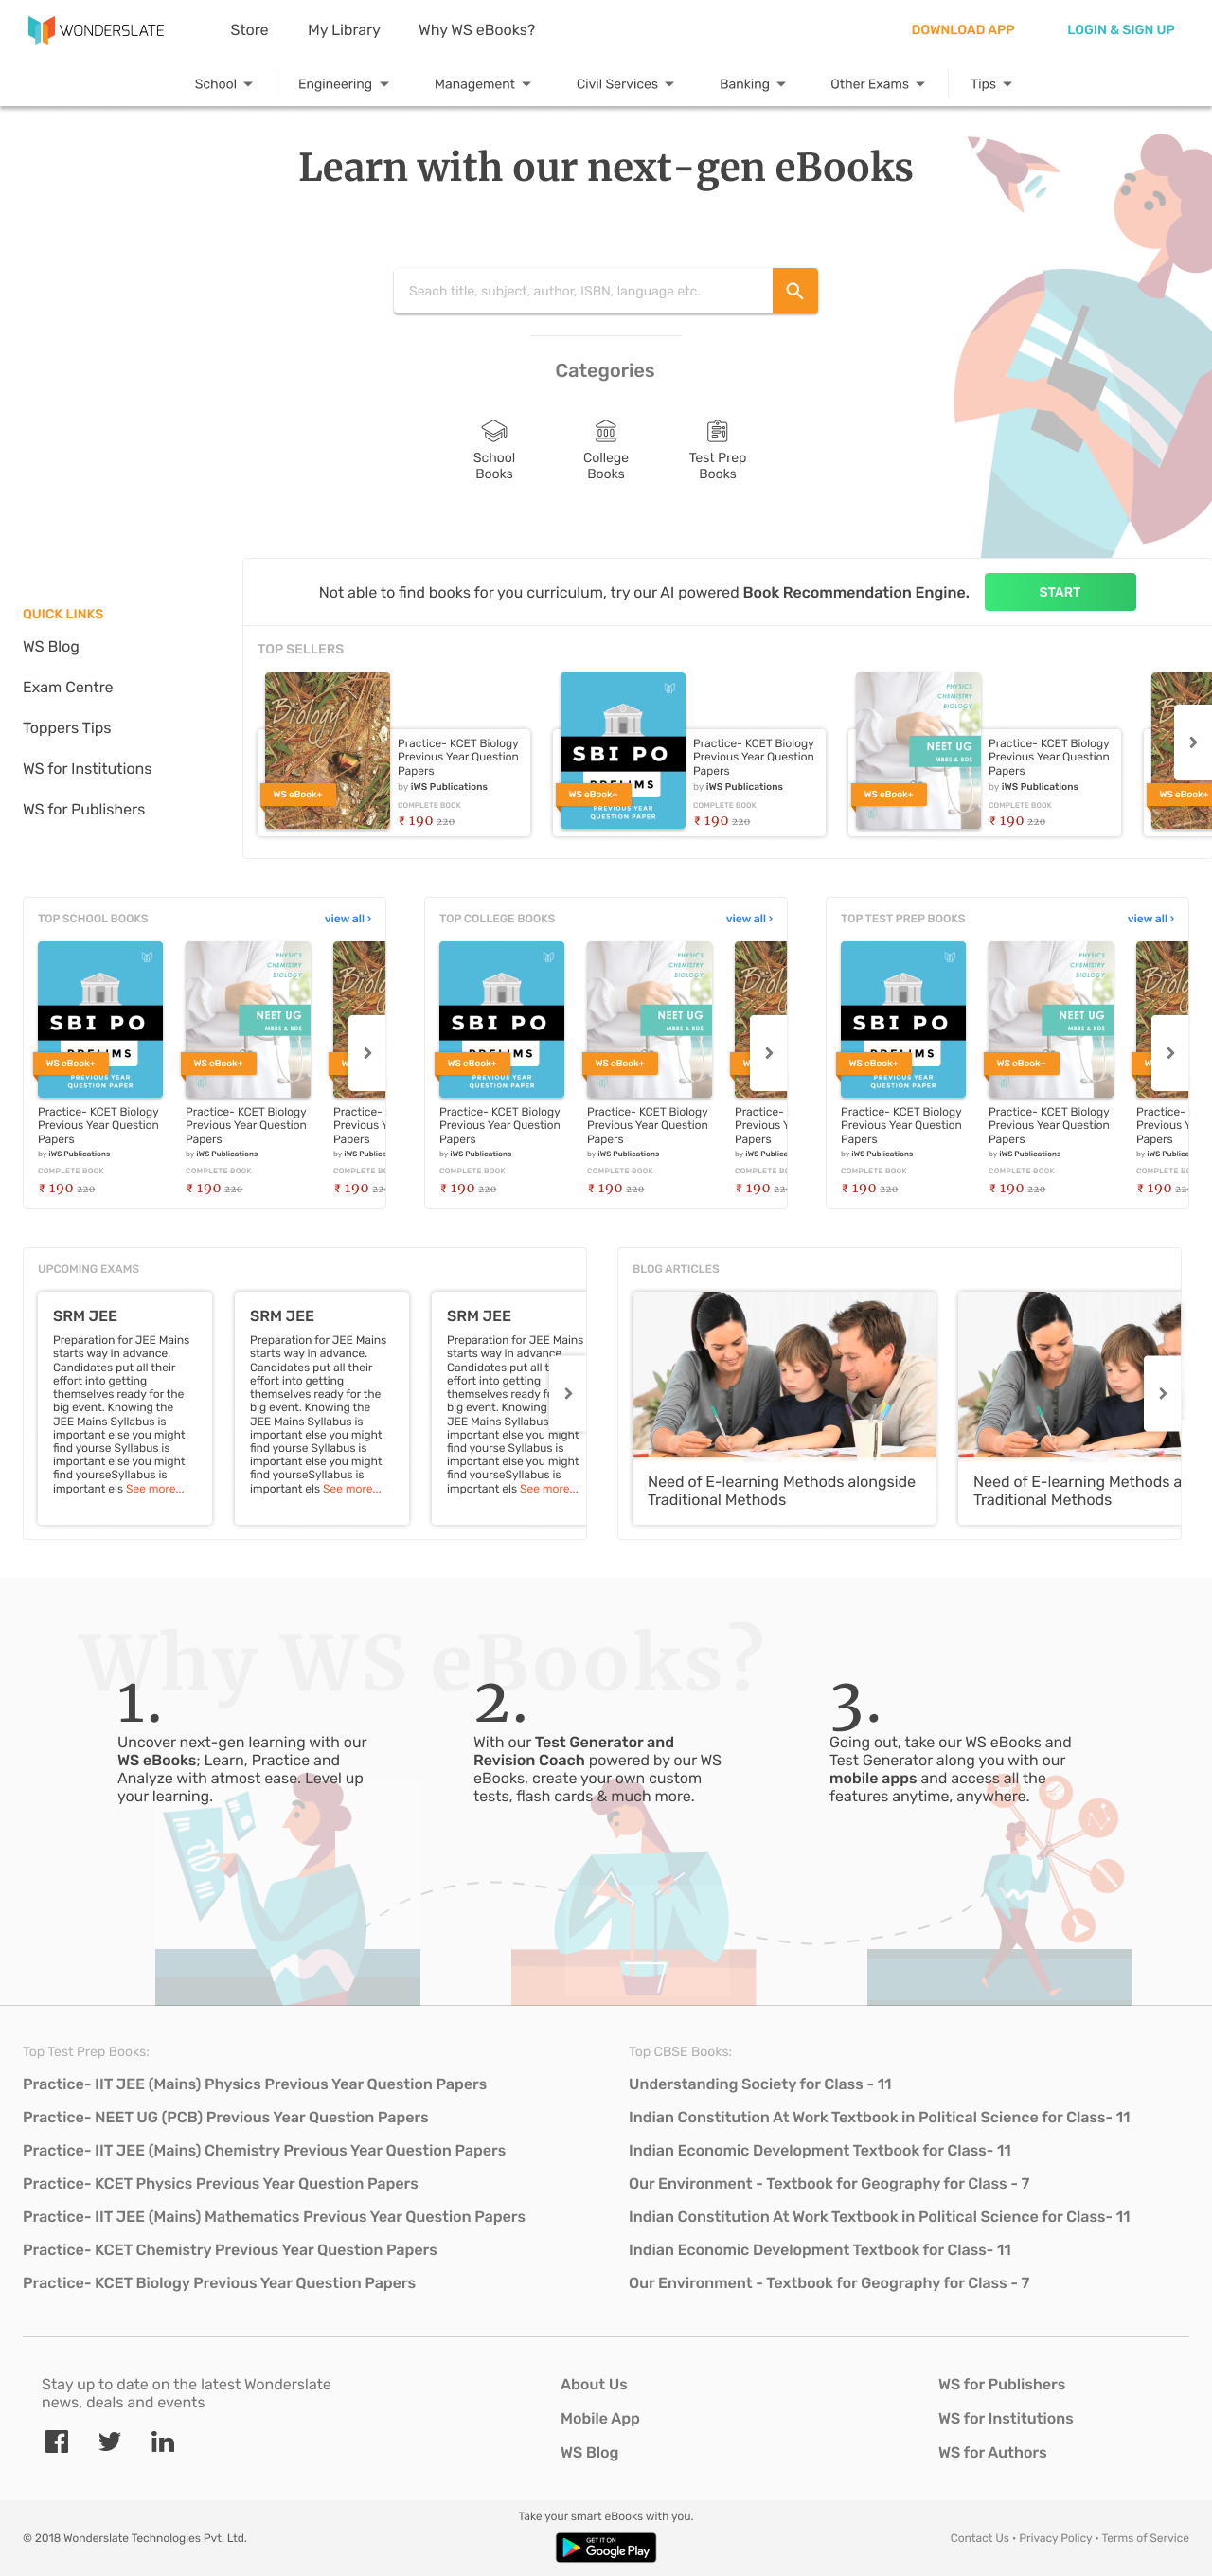 WONDERSLATE
Store
My Library
Why WS eBooks?
DOWNLOAD APP
LOGIN & SIGN UP
School
Engineering
Management
Civil Services
Banking
Other Exams
Tips
Learn with our next-gen eBooks
Seach title, subject, author, ISBN, language etc.
Categories
School
Books
College
Books
Test Prep
Books
Not able to find books for you curriculum, try our AI powered Book Recommendation Engine.
START
QUICK LINKS
WS Blog
Exam Centre
Toppers Tips
WS for Institutions
WS for Publishers
TOP SELLERS
Biology
WS eBook+
Practice- KCET Biology
Previous Year Question
Papers
by iWS Publications
COMPLETE BOOK
₹ 190 220
SBI PO
PRELIMS
WS eBook+
PREVIOUS YEAR
QUESTION PAPER
Practice- KCET Biology
Previous Year Question
Papers
by iWS Publications
COMPLETE BOOK
₹ 190 220
PHYSICS
CHEMISTRY
BIOLOGY
NEET UG
MBBS & BDS
WS eBook+
Practice- KCET Biology
Previous Year Question
Papers
by iWS Publications
COMPLETE BOOK
₹ 190 220
WS eBook+
TOP SCHOOL BOOKS
view all ›
SBI PO
PRELIMS
WS eBook+
PREVIOUS YEAR
QUESTION PAPER
Practice- KCET Biology
Previous Year Question
Papers
by iWS Publications
COMPLETE BOOK
₹ 190 220
PHYSICS
CHEMISTRY
BIOLOGY
NEET UG
MBBS & BDS
WS eBook+
Practice- KCET Biology
Previous Year Question
Papers
by iWS Publications
COMPLETE BOOK
₹ 190 220
Practice-
Previous Y
Papers
by iWS Publica
COMPLETE BO
₹ 190 22
TOP COLLEGE BOOKS
view all ›
SBI PO
PRELIMS
WS eBook+
PREVIOUS YEAR
QUESTION PAPER
Practice- KCET Biology
Previous Year Question
Papers
by iWS Publications
COMPLETE BOOK
₹ 190 220
PHYSICS
CHEMISTRY
BIOLOGY
NEET UG
MBBS & BDS
WS eBook+
Practice- KCET Biology
Previous Year Question
Papers
by iWS Publications
COMPLETE BOOK
₹ 190 220
Practice-
Previous Y
Papers
by iWS Publica
COMPLETE BO
₹ 190 22
TOP TEST PREP BOOKS
view all ›
SBI PO
PRELIMS
WS eBook+
PREVIOUS YEAR
QUESTION PAPER
Practice- KCET Biology
Previous Year Question
Papers
by iWS Publications
COMPLETE BOOK
₹ 190 220
PHYSICS
CHEMISTRY
BIOLOGY
NEET UG
MBBS & BDS
WS eBook+
Practice- KCET Biology
Previous Year Question
Papers
by iWS Publications
COMPLETE BOOK
₹ 190 220
Practice-
Previous Y
Papers
by iWS Publica
COMPLETE BO
₹ 190 22
UPCOMING EXAMS
SRM JEE
Preparation for JEE Mains
starts way in advance.
Candidates put all their
effort into getting
themselves ready for the
big event. Knowing the
JEE Mains Syllabus is
important else you might
find yourse Syllabus is
important else you might
find yourseSyllabus is
important els See more...
SRM JEE
Preparation for JEE Mains
starts way in advance.
Candidates put all their
effort into getting
themselves ready for the
big event. Knowing the
JEE Mains Syllabus is
important else you might
find yourse Syllabus is
important else you might
find yourseSyllabus is
important els See more...
SRM JEE
Preparation for JEE Mains
starts way in advance
Candidates put all t
effort into getting
themselves ready f
big event. Knowing
JEE Mains Syllabus
important else you might
find yourse Syllabus is
important else you might
find yourseSyllabus is
important els See more...
BLOG ARTICLES
Need of E-learning Methods alongside
Traditional Methods
Need of E-learning Methods a
Traditional Methods
Why WS eBooks?
1.
Uncover next-gen learning with our
WS eBooks; Learn, Practice and
Analyze with atmost ease. Level up
your learning.
2.
With our Test Generator and
Revision Coach powered by our WS
eBooks, create your own custom
tests, flash cards & much more.
3.
Going out, take our WS eBooks and
Test Generator along you with our
mobile apps and access all the
features anytime, anywhere.
Top Test Prep Books:
Practice- IIT JEE (Mains) Physics Previous Year Question Papers
Practice- NEET UG (PCB) Previous Year Question Papers
Practice- IIT JEE (Mains) Chemistry Previous Year Question Papers
Practice- KCET Physics Previous Year Question Papers
Practice- IIT JEE (Mains) Mathematics Previous Year Question Papers
Practice- KCET Chemistry Previous Year Question Papers
Practice- KCET Biology Previous Year Question Papers
Top CBSE Books:
Understanding Society for Class - 11
Indian Constitution At Work Textbook in Political Science for Class- 11
Indian Economic Development Textbook for Class- 11
Our Environment - Textbook for Geography for Class - 7
Indian Constitution At Work Textbook in Political Science for Class- 11
Indian Economic Development Textbook for Class- 11
Our Environment - Textbook for Geography for Class - 7
Stay up to date on the latest Wonderslate
news, deals and events
About Us
Mobile App
WS Blog
WS for Publishers
WS for Institutions
WS for Authors
© 2018 Wonderslate Technologies Pvt. Ltd.
Take your smart eBooks with you.
GET IT ON
Google Play
Contact Us • Privacy Policy • Terms of Service